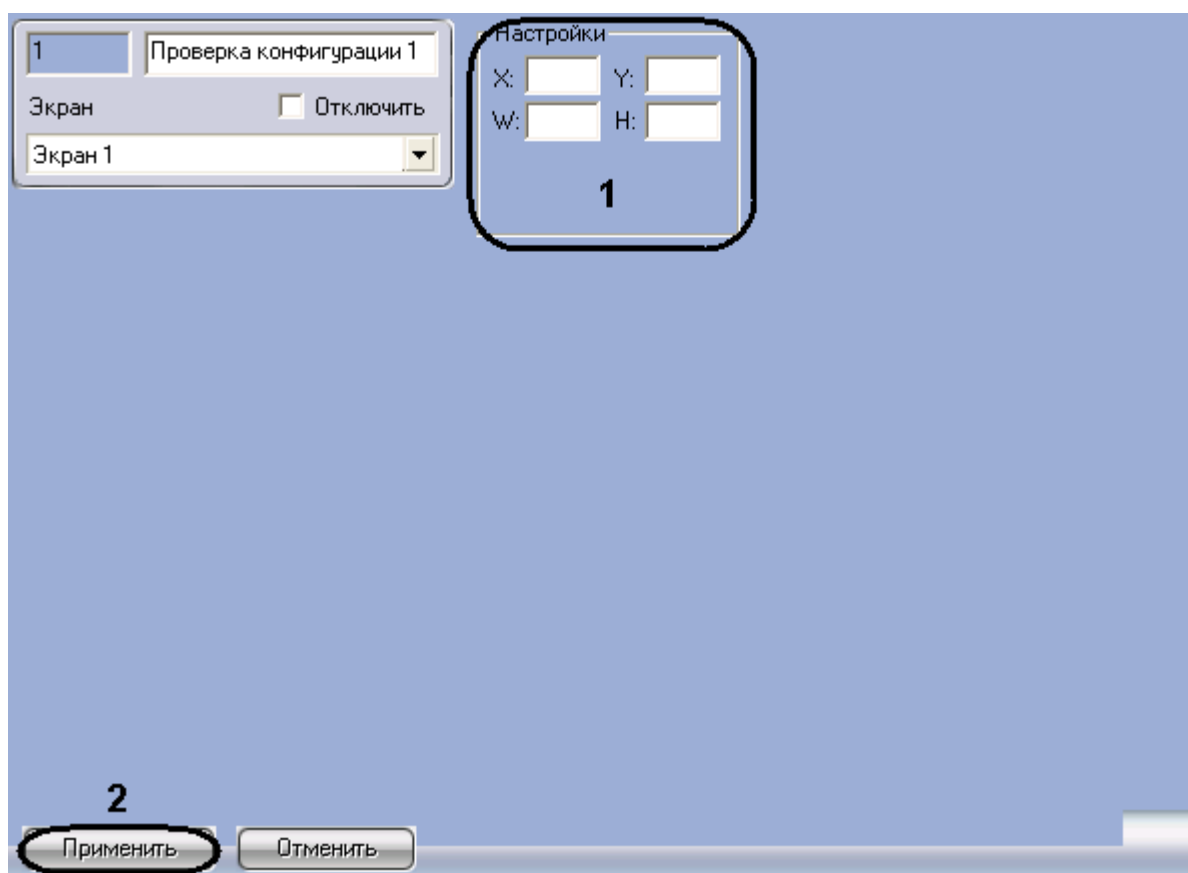 1 Проверка конфигурации 1
Экран Отключить
Экран 1
Настройки
X: Y:
W: H:
1
2
Применить Отменить